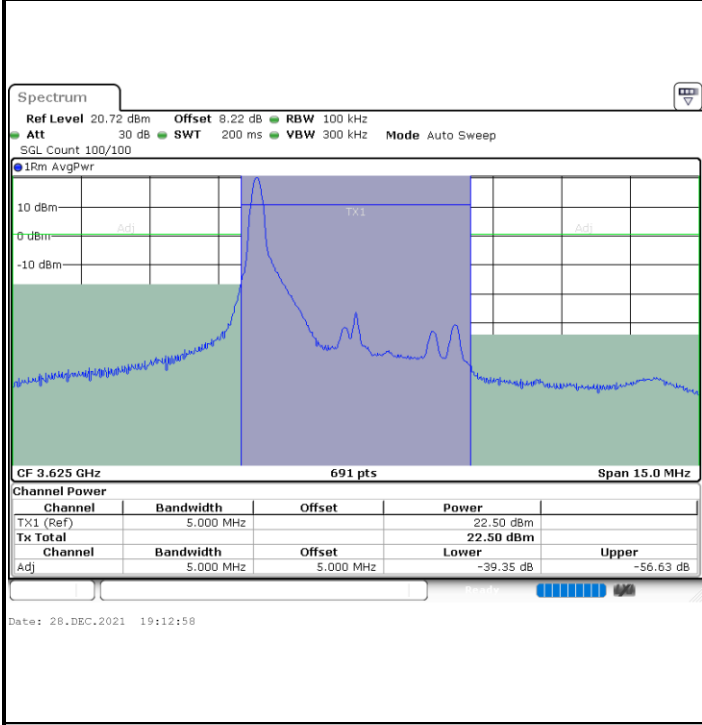 Spectrum
Ref Level 20.72 dBm Offset 8.22 dB RBW 100 kHz
Att 30 dB SWT 200 ms VBW 300 kHz Mode Auto Sweep
SGL Count 100/100
1Rm AvgPwr
TX1
10 dBm
Adj Adj
0 dBm
-10 dBm
CF 3.625 GHz 691 pts Span 15.0 MHz
Channel Power
Channel Bandwidth Offset Power
TX1 (Ref) 5.000 MHz 22.50 dBm
Tx Total 22.50 dBm
Channel Bandwidth Offset Lower Upper
Adj 5.000 MHz 5.000 MHz -39.35 dB -56.63 dB
Ready
Date: 28.DEC.2021 19:12:58